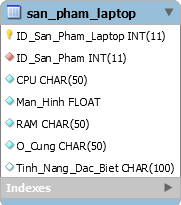 san_pham_laptop
ID_San_Pham_Laptop INT(11)
ID_San_Pham INT(11)
CPU CHAR(50)
Man_Hinh FLOAT
RAM CHAR(50)
O_Cung CHAR(50)
Tinh_Nang_Dac_Biet CHAR(100)
Indexes